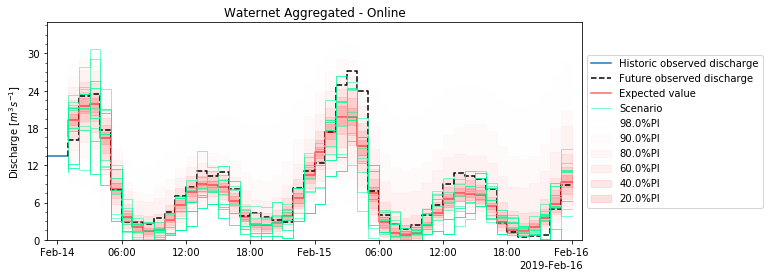 Waternet Aggregated - Online
Discharge [m³s⁻¹]
30
24
18
12
6
0
Feb-14
06:00
12:00
18:00
Feb-15
06:00
12:00
18:00
Feb-16
2019-Feb-16
Historic observed discharge
Future observed discharge
Expected value
Scenario
98.0%PI
90.0%PI
80.0%PI
60.0%PI
40.0%PI
20.0%PI